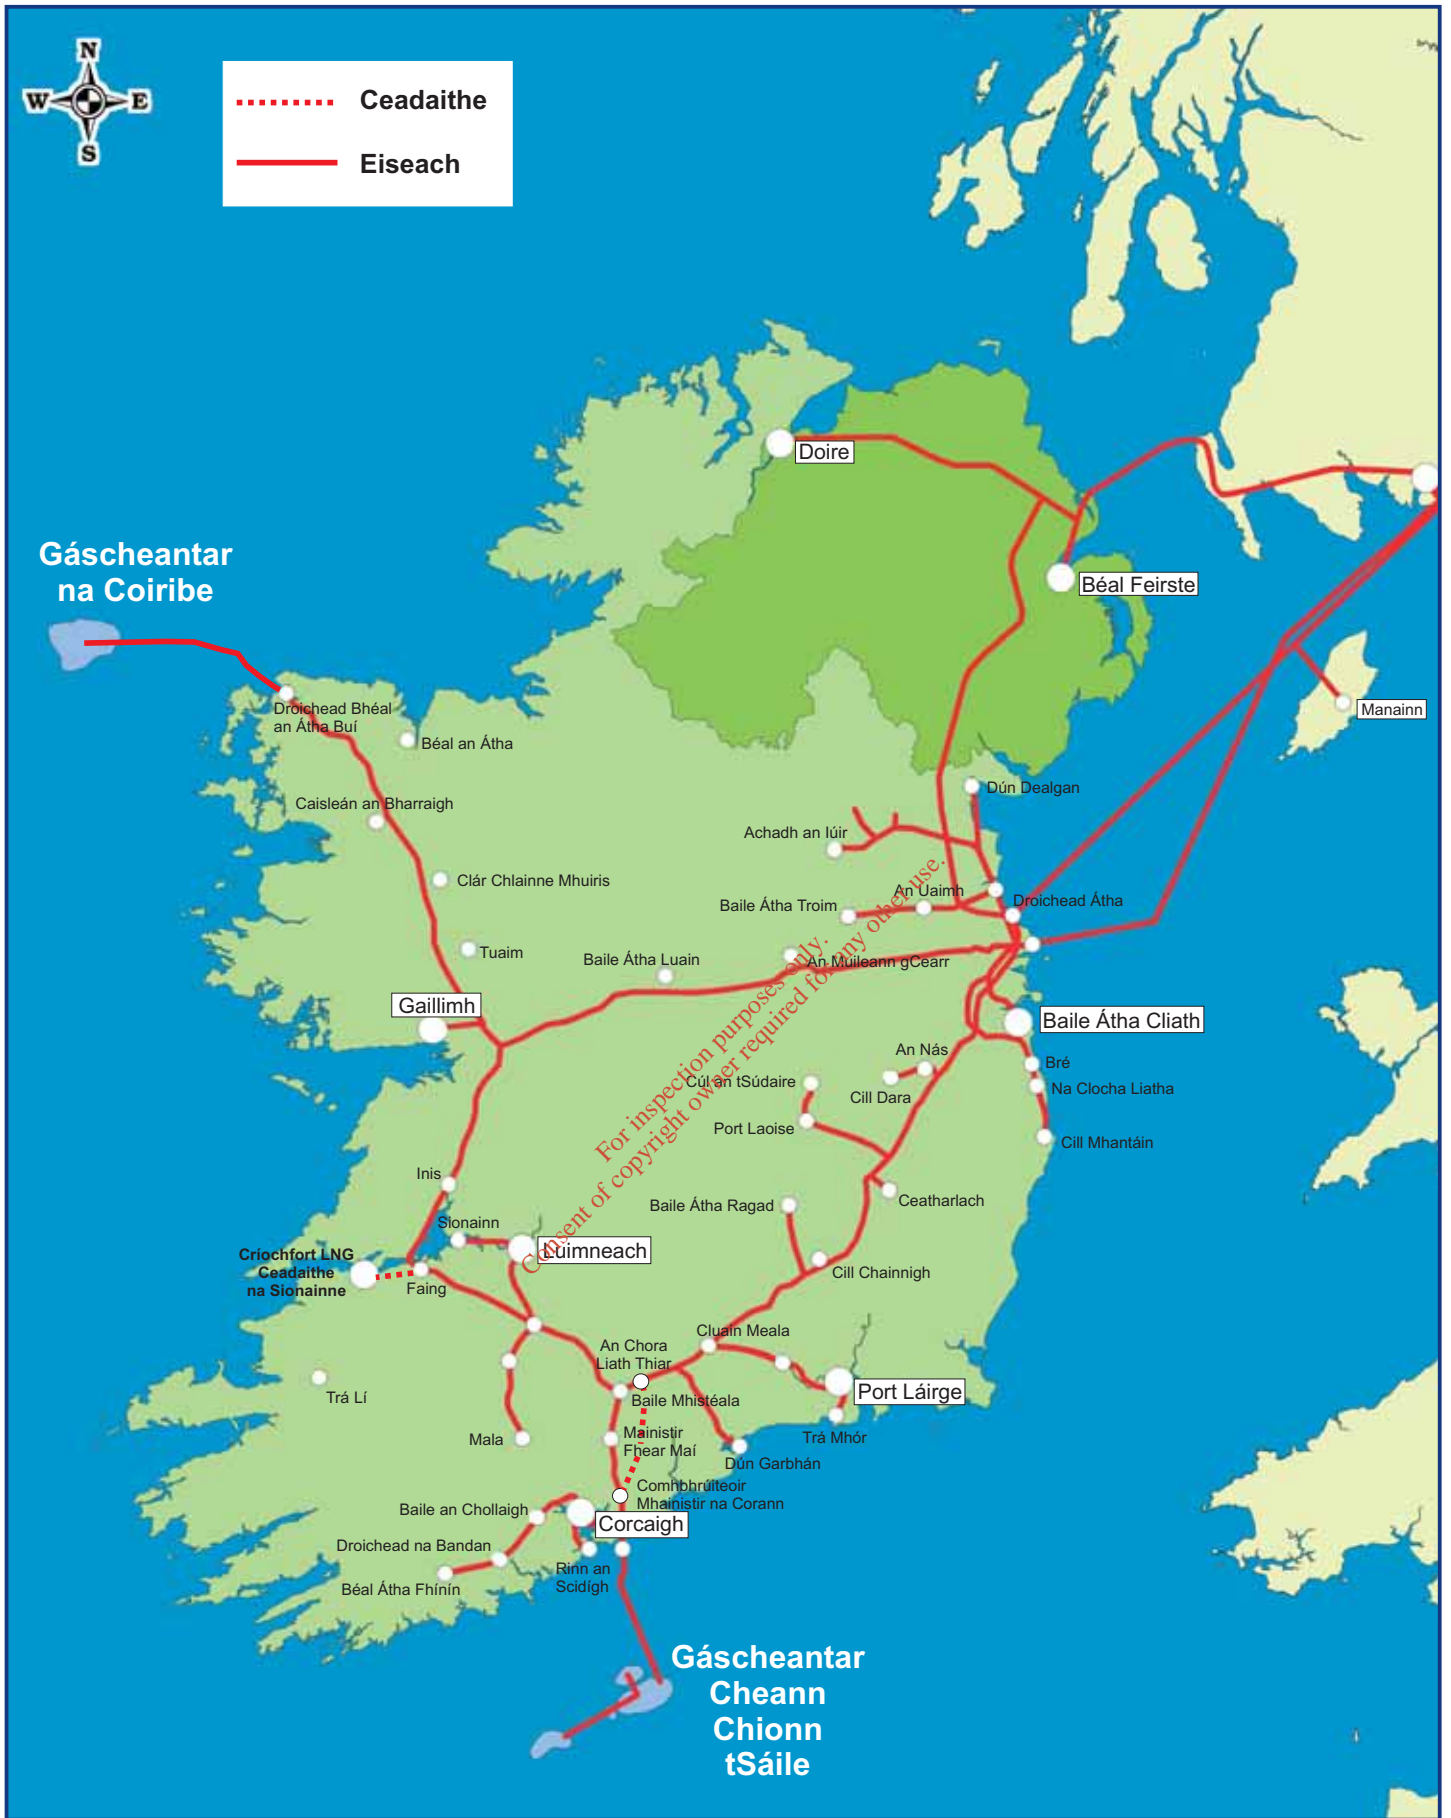 N
W
E
S
Ceadaithe
Eiseach
Doire
Béal Feirste
Gáscheantar
na Coiribe
Manainn
Droichead Bhéal
an Átha Buí
Béal an Átha
Dún Dealgan
Caisleán an Bharraigh
Achadh an Iúir
Clár Chlainne Mhuiris
An Uaimh
Baile Átha Troim
Droichead Átha
Tuaim
Baile Átha Luain
An Muileann gCearr
Gaillimh
Baile Átha Cliath
An Nás
Bré
Cúl an tSúdaire
Cill Dara
Na Clocha Liatha
Port Laoise
Cill Mhantáin
For inspection purposes only.
Consent of copyright owner required for any other use.
Inis
Baile Átha Ragad
Ceatharlach
Sionainn
Luimneach
Críochfort LNG
Ceadaithe
na Sionainne
Faing
Cill Chainnigh
Cluain Meala
An Chora
Liath Thiar
Port Láirge
Trá Lí
Baile Mhistéala
Trá Mhór
Mala
Mainistir
Fhear Maí
Dún Garbhán
Comhbhrúiteoir
Mhainistir na Corann
Baile an Chollaigh
Corcaigh
Droichead na Bandan
Rinn an
Scidígh
Béal Átha Fhínín
Gáscheantar
Cheann
Chionn
tSáile